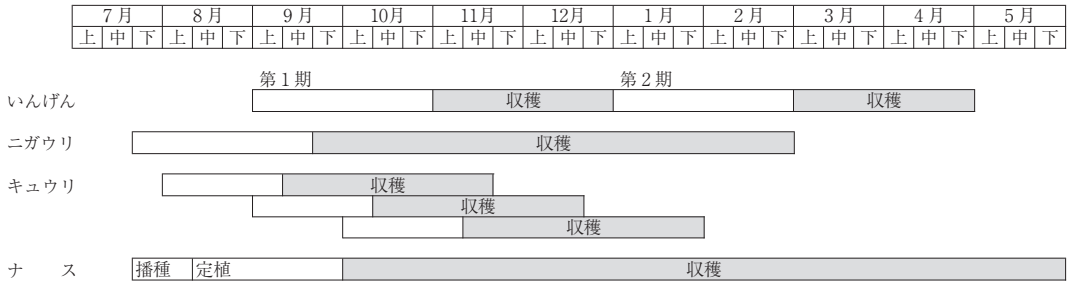 7月 8月 9月 10月 11月 12月 1月 2月 3月 4月 5月
上 中 下 上 中 下 上 中 下 上 中 下 上 中 下 上 中 下 上 中 下 上 中 下 上 中 下 上 中 下 上 中 下
第1期 第2期
いんげん 収穫 収穫
ニガウリ 収穫
キュウリ 収穫
収穫
収穫
ナス 播種 定植 収穫